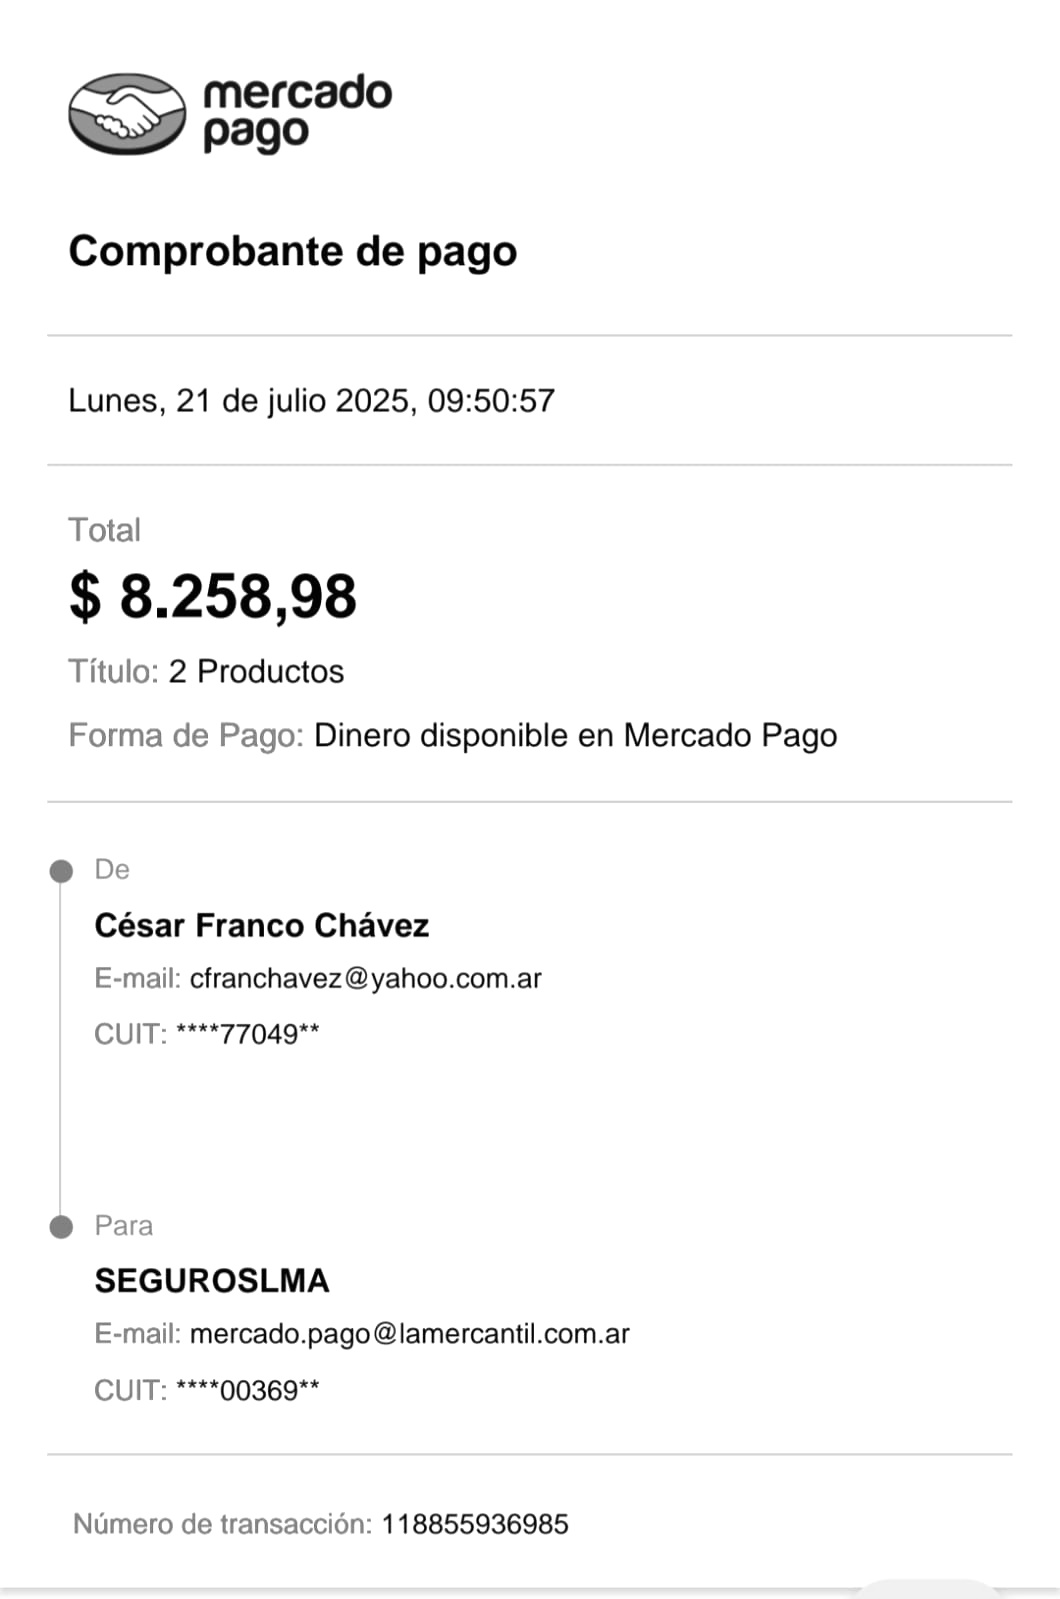 mercado
pago
Comprobante de pago
Lunes, 21 de julio 2025, 09:50:57
Total
$ 8.258,98
Título: 2 Productos
Forma de Pago: Dinero disponible en Mercado Pago
De
César Franco Chávez
E-mail: cfranchavez@yahoo.com.ar
CUIT: ****77049**
Para
SEGUROSLMA
E-mail: mercado.pago@lamercantil.com.ar
CUIT: ****00369**
Número de transacción: 118855936985